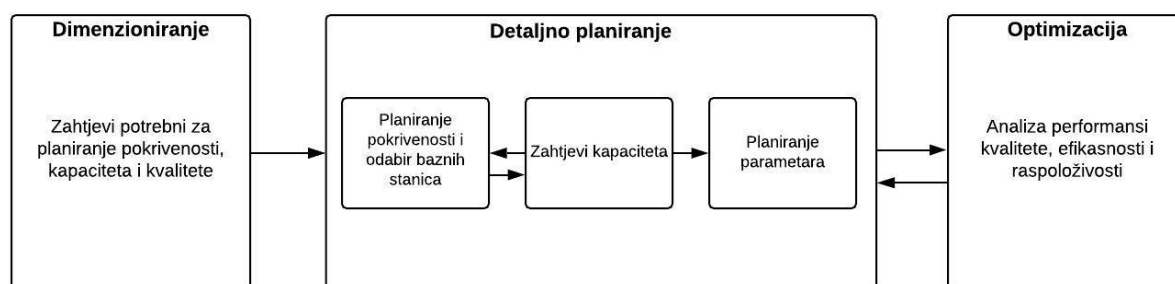 Dimenzioniranje
Zahtjevi potrebni za
planiranje pokrivenosti,
kapaciteta i kvalitete
Detaljno planiranje
Planiranje
pokrivenosti i
odabir baznih
stanica
Zahtjevi kapaciteta
Planiranje
parametara
Optimizacija
Analiza performansi
kvalitete, efikasnosti i
raspoloživosti